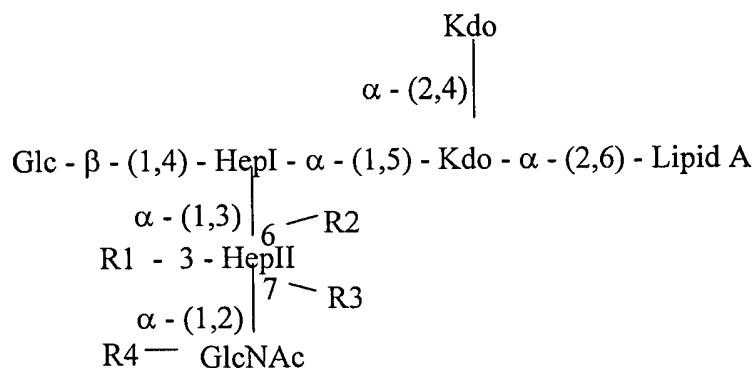 Kdo
α - (2,4)
Glc - β - (1,4) - HepI - α - (1,5) - Kdo - α - (2,6) - Lipid A
α - (1,3)
6 R2
R1 - 3 - HepII
7 R3
α - (1,2)
R4 GlcNAc